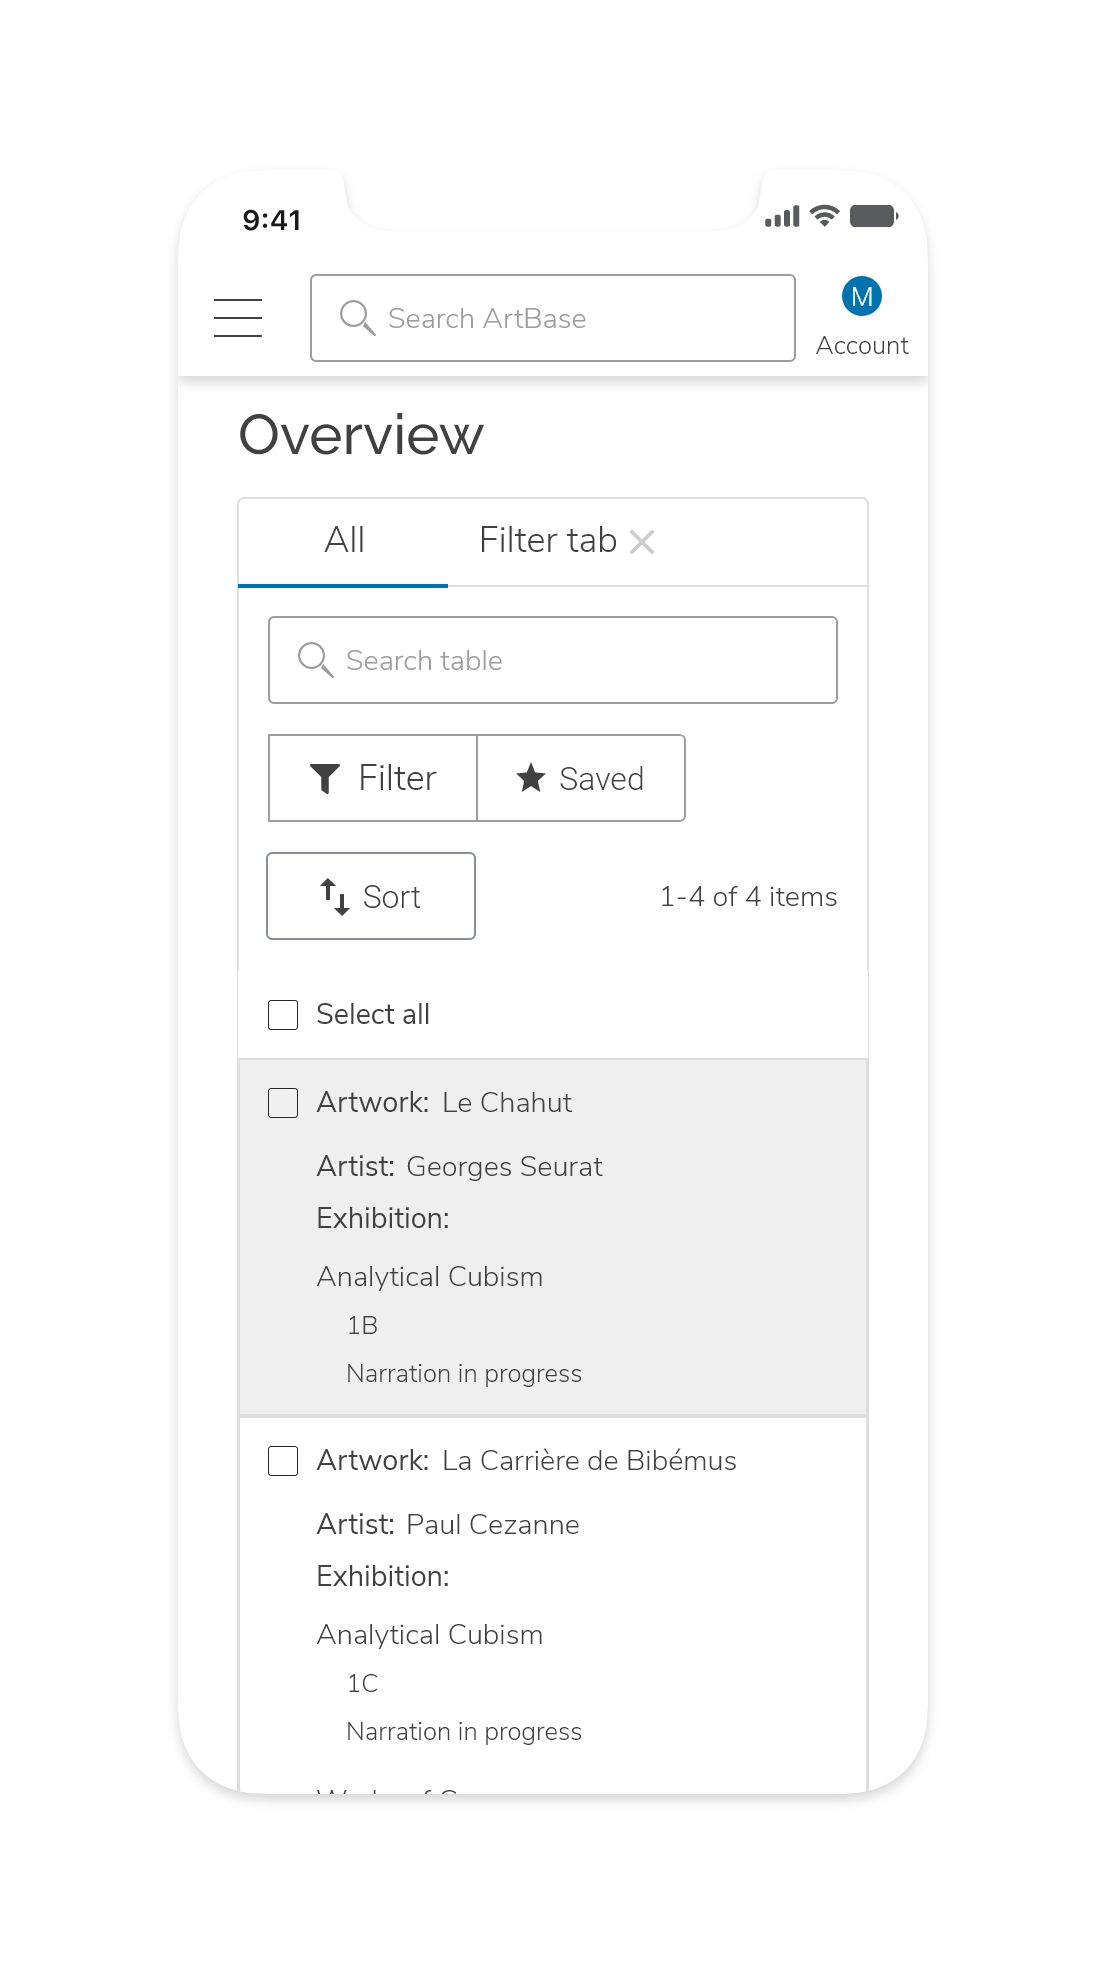 9:41
Search ArtBase
M
Account
Overview
All
Filter tab
Search table
Filter
Saved
Sort
1-4 of 4 items
Select all
Artwork: Le Chahut
Artist: Georges Seurat
Exhibition:
Analytical Cubism
1B
Narration in progress
Artwork: La Carrière de Bibémus
Artist: Paul Cezanne
Exhibition:
Analytical Cubism
1C
Narration in progress